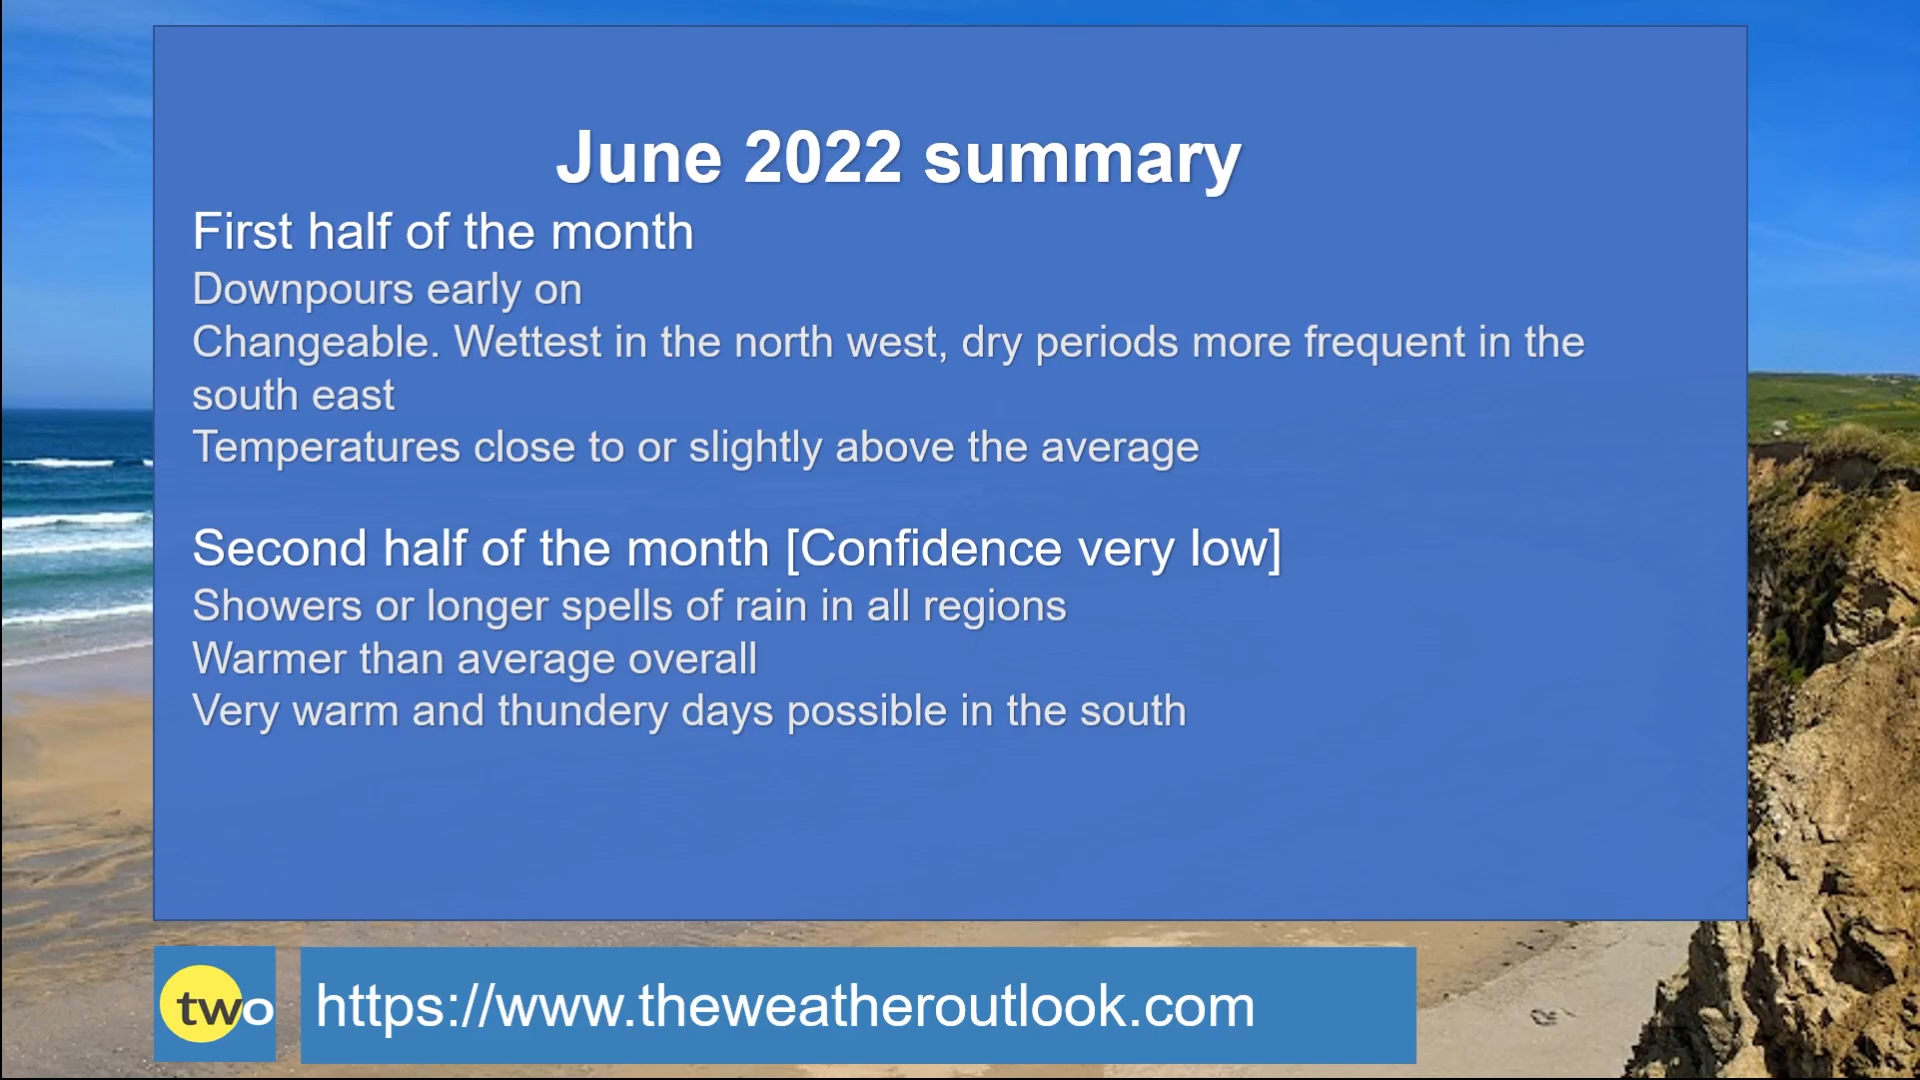 June 2022 summary
First half of the month
Downpours early on
Changeable. Wettest in the north west, dry periods more frequent in the
south east
Temperatures close to or slightly above the average
Second half of the month [Confidence very low]
Showers or longer spells of rain in all regions
Warmer than average overall
Very warm and thundery days possible in the south
two
https://www.theweatheroutlook.com